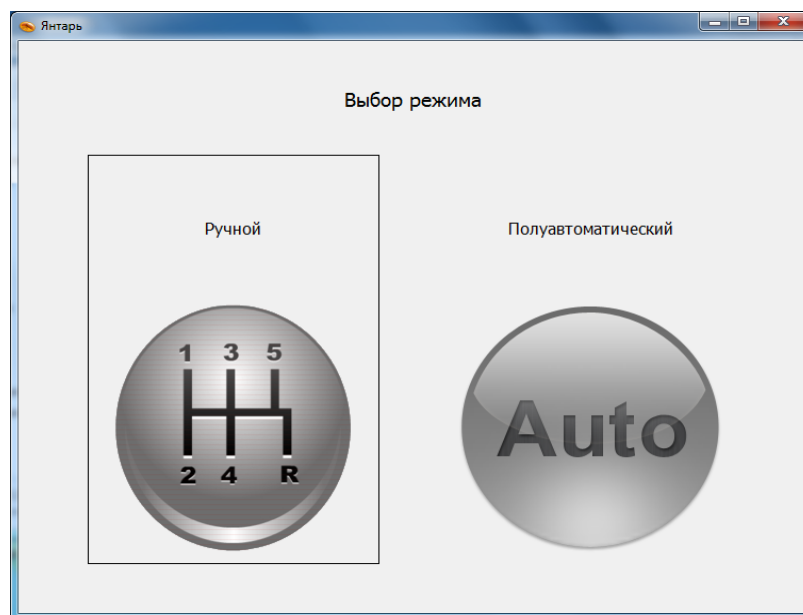 Янтарь
Выбор режима
Ручной
Полуавтоматический
1 3 5
2 4 R
Auto